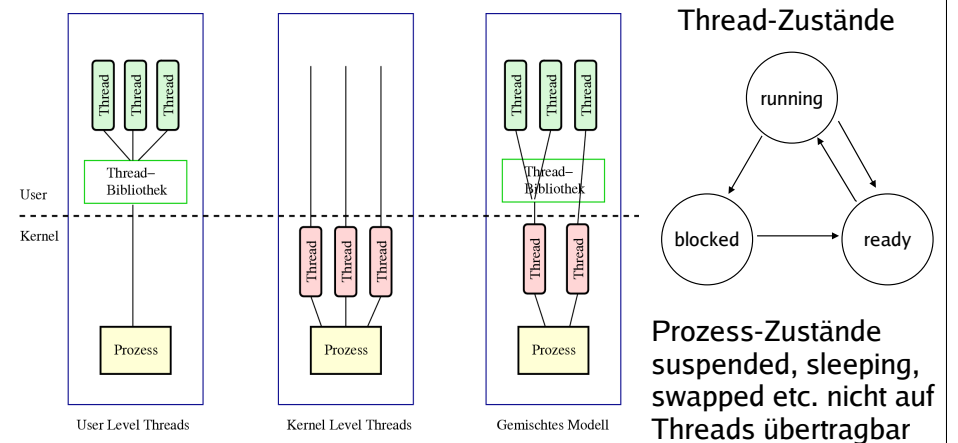 Thread
Thread
Thread
Thread–
Bibliothek
User
Kernel
Prozess
User Level Threads
Thread
Thread
Thread
Prozess
Kernel Level Threads
Thread
Thread
Thread
Thread–
Bibliothek
Thread
Thread
Prozess
Gemischtes Modell
Thread-Zustände
running
blocked
ready
Prozess-Zustände
suspended, sleeping,
swapped etc. nicht auf
Threads übertragbar